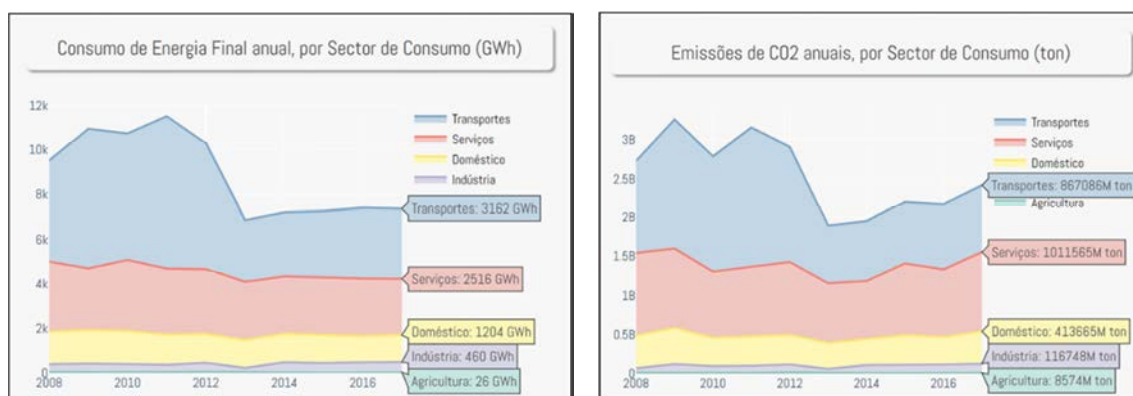 Consumo de Energia Final anual, por Sector de Consumo (GWh)
12k
10k
8k
6k
4k
2k
0
2008
2010
2012
2014
2016
Transportes
Serviços
Doméstico
Indústria
Transportes: 3162 GWh
Serviços: 2516 GWh
Doméstico: 1204 GWh
Indústria: 460 GWh
Agricultura: 26 GWh
Emissões de CO2 anuais, por Sector de Consumo (ton)
3B
2.5B
2B
1.5B
1B
0.5B
0
2008
2010
2012
2014
2016
Transportes
Serviços
Doméstico
Transportes: 867086M ton
Agricultura
Serviços: 1011565M ton
Doméstico: 413665M ton
Indústria: 116748M ton
Agricultura: 8574M ton